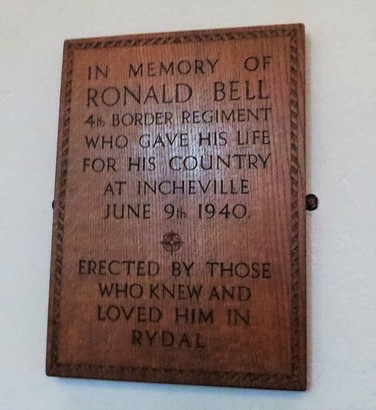 IN MEMORY OF
RONALD BELL
4th BORDER REGIMENT
WHO GAVE HIS LIFE
FOR HIS COUNTRY
AT INCHEVILLE
JUNE 9th 1940.
ERECTED BY THOSE
WHO KNEW AND
LOVED HIM IN
RYDAL